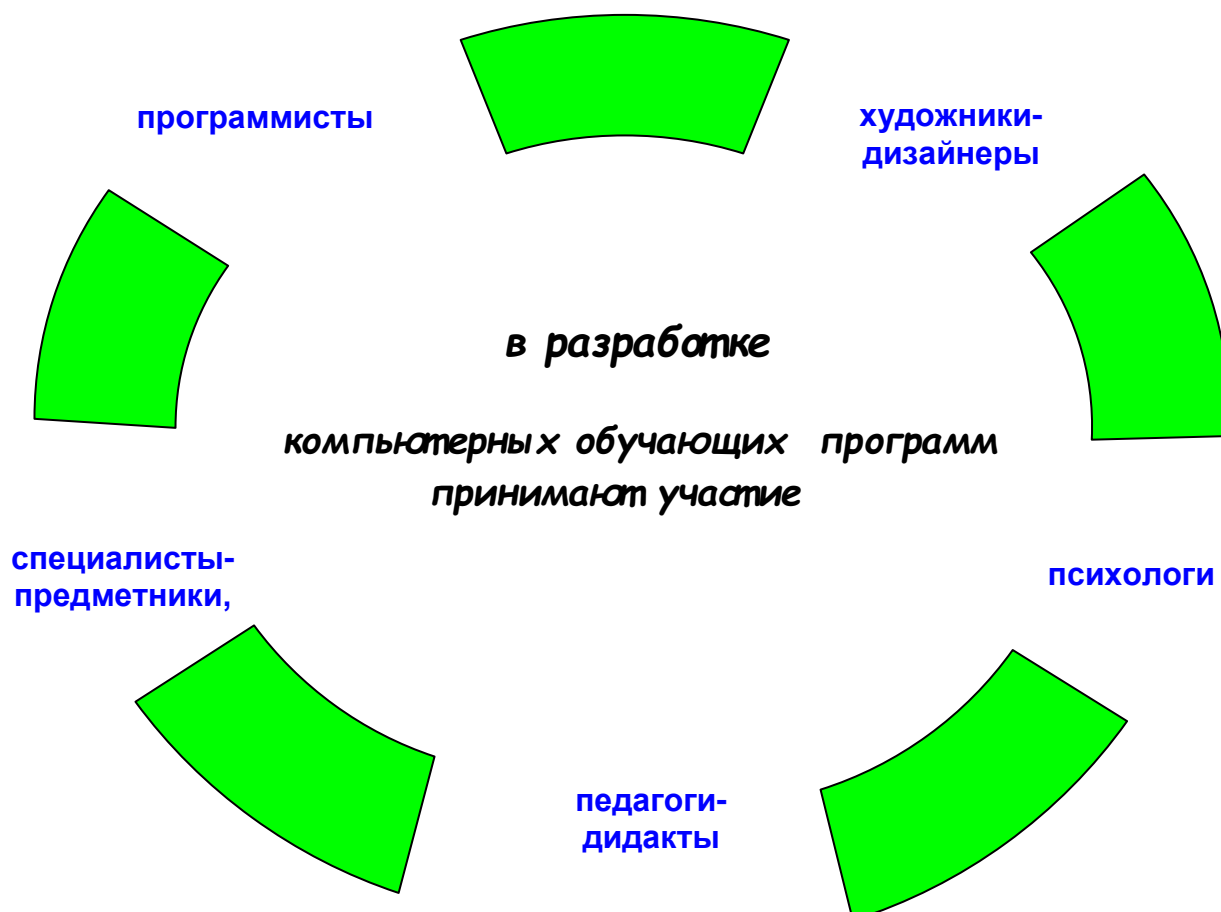 программисты
художники-
дизайнеры
в разработке
компьютерных обучающих программ
принимают участие
специалисты-
предметники,
психологи
педагоги-
дидакты